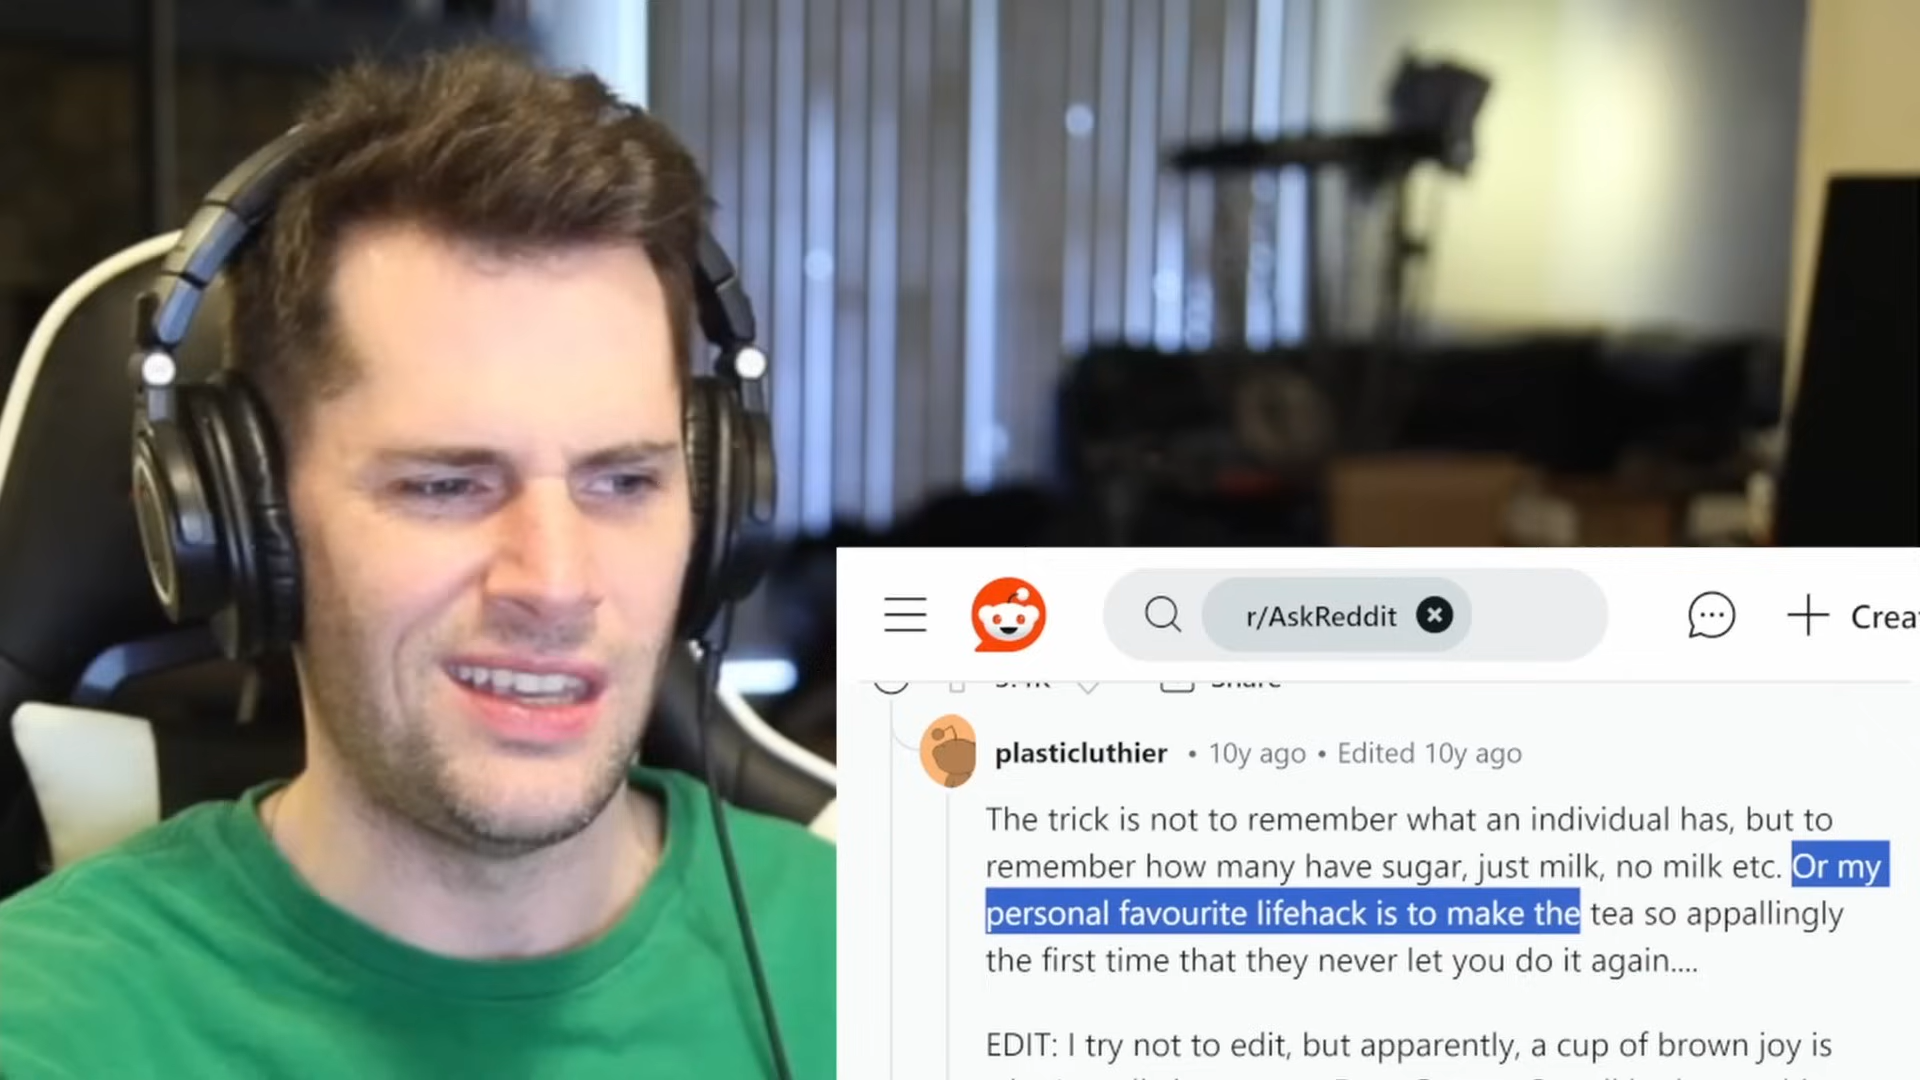 r/AskReddit
Crea
Share
plasticluthier • 10y ago • Edited 10y ago
The trick is not to remember what an individual has, but to
remember how many have sugar, just milk, no milk etc. Or my
personal favourite lifehack is to make the tea so appallingly
the first time that they never let you do it again....
EDIT: I try not to edit, but apparently, a cup of brown joy is